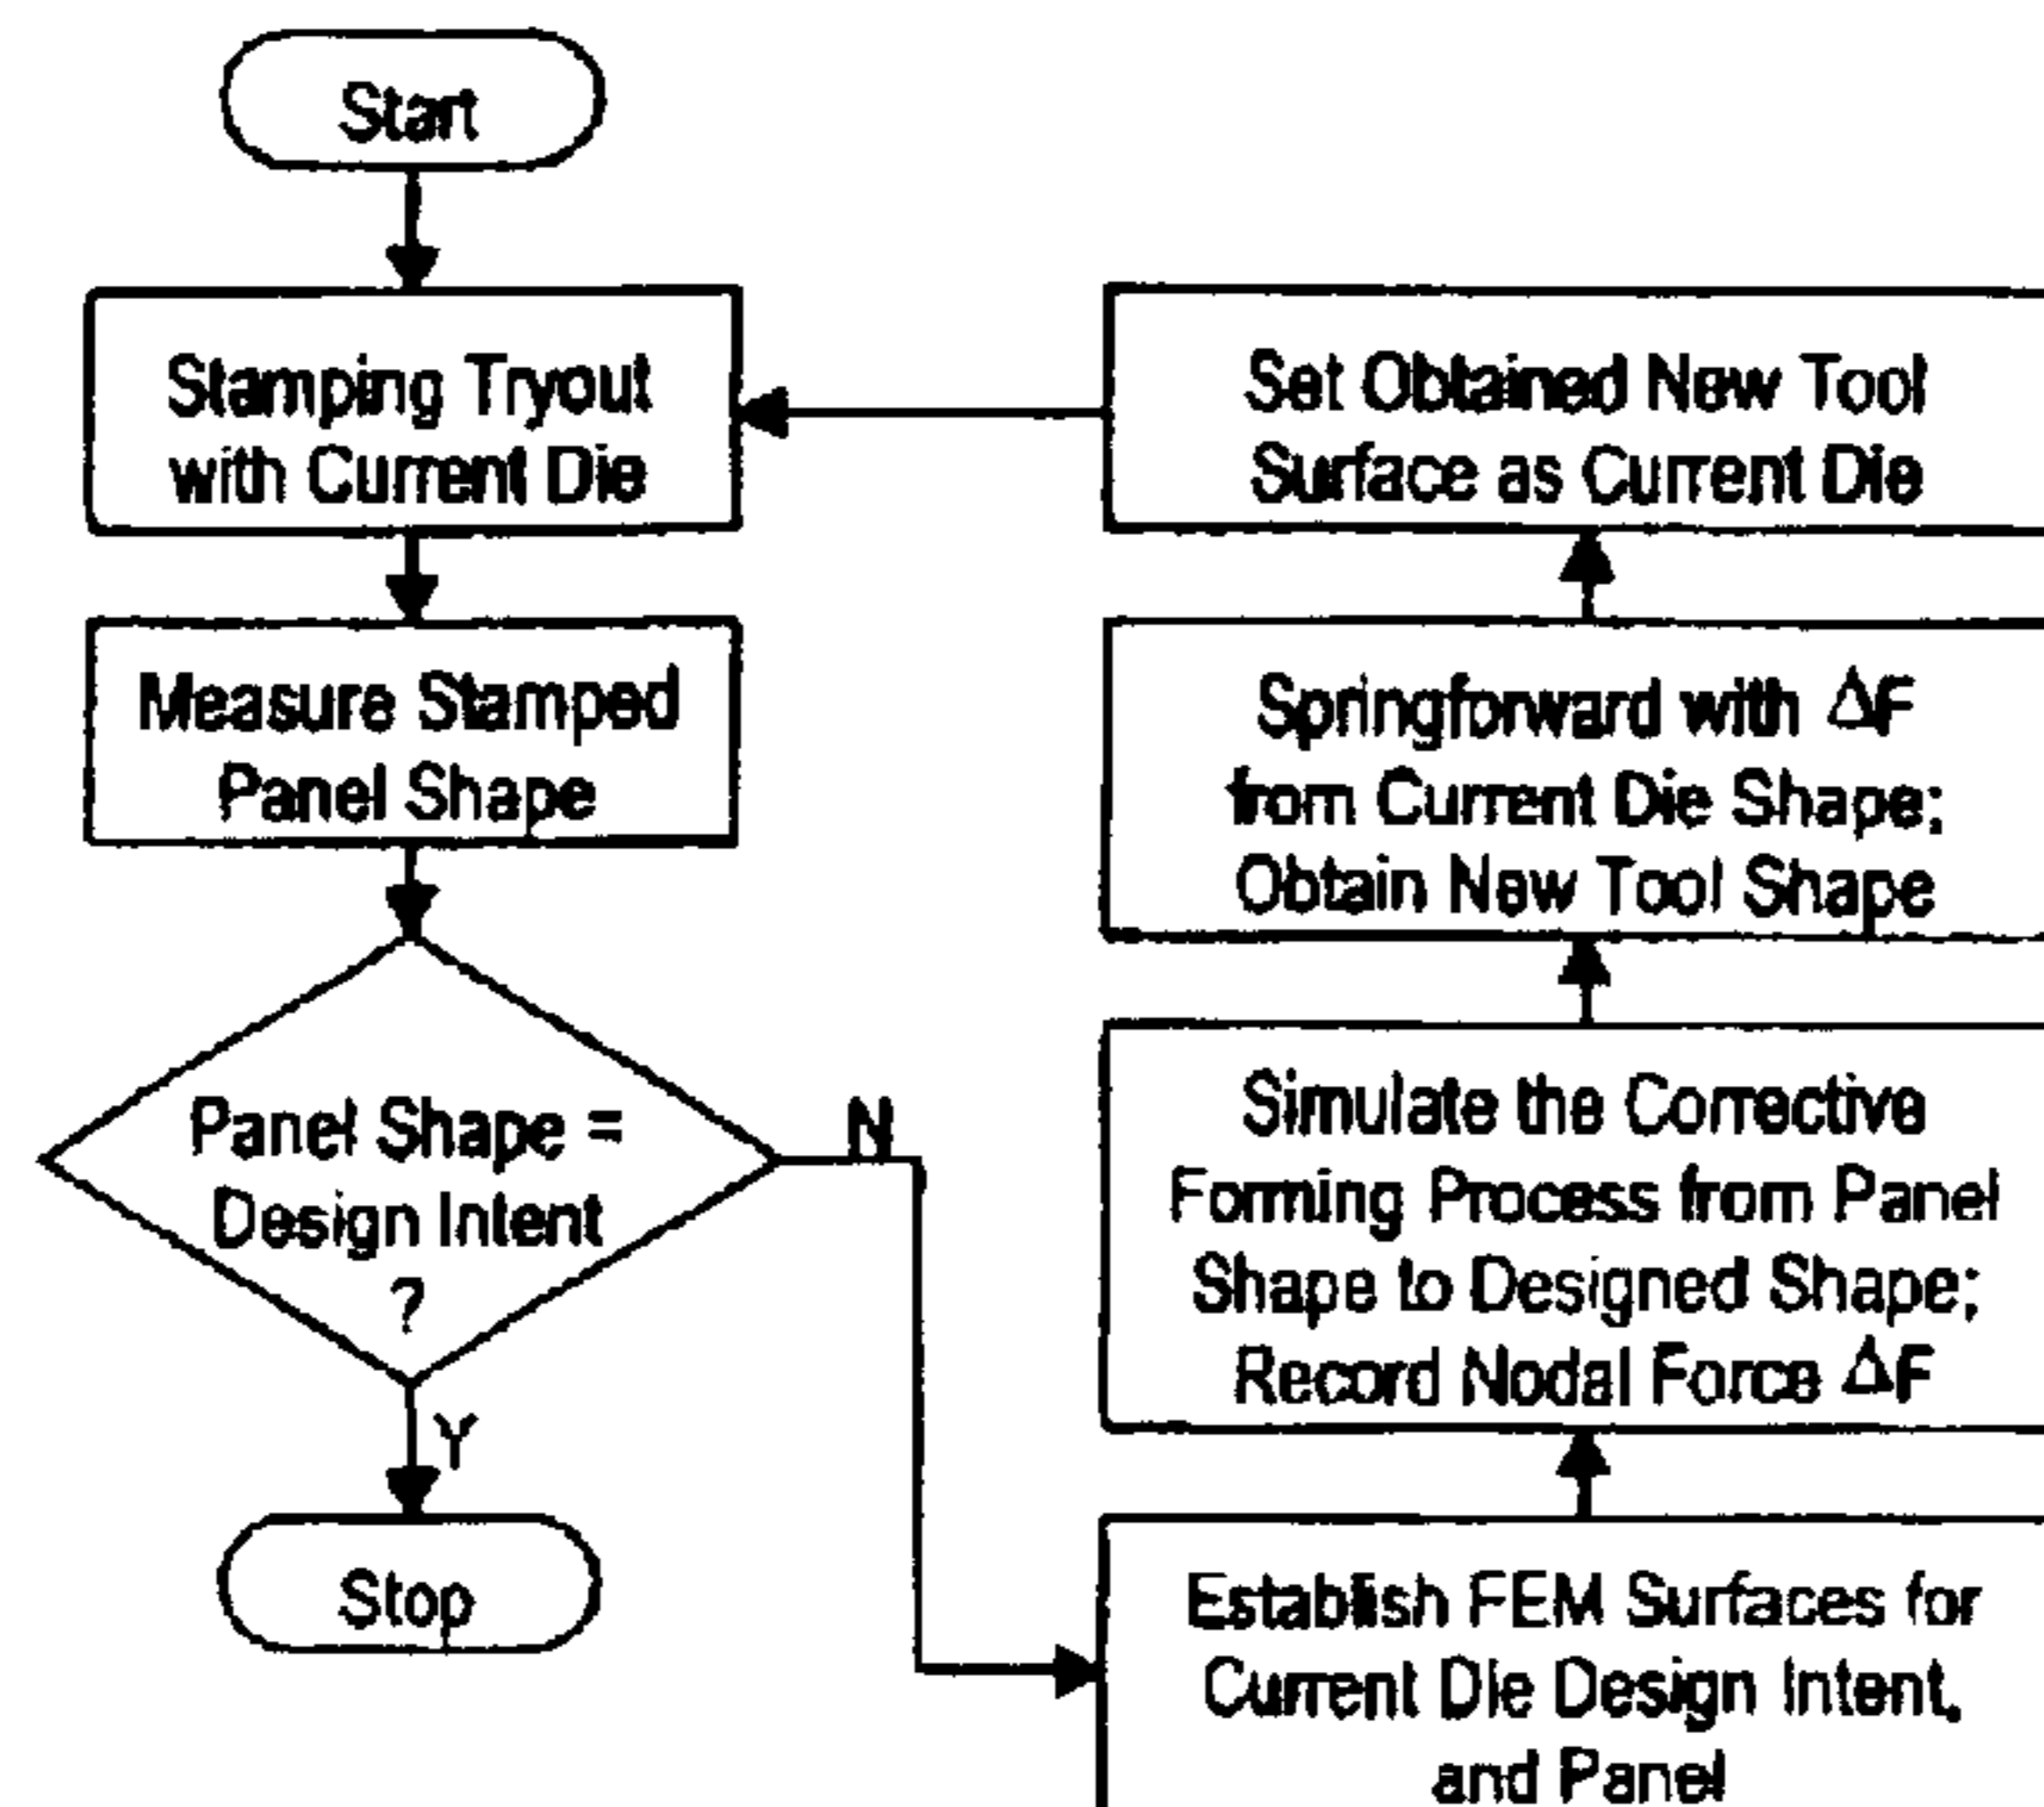 Start
Stamping Tryout
with Current Die
Measure Stamped
Panel Shape
Panel Shape =
Design Intent
?
N
Y
Stop
Set Obtained New Tool
Surface as Current Die
Springforward with ΔF
from Current Die Shape;
Obtain New Tool Shape
Simulate the Corrective
Forming Process from Panel
Shape to Designed Shape;
Record Nodal Force ΔF
Establish FEM Surfaces for
Current Die Design Intent,
and Panel